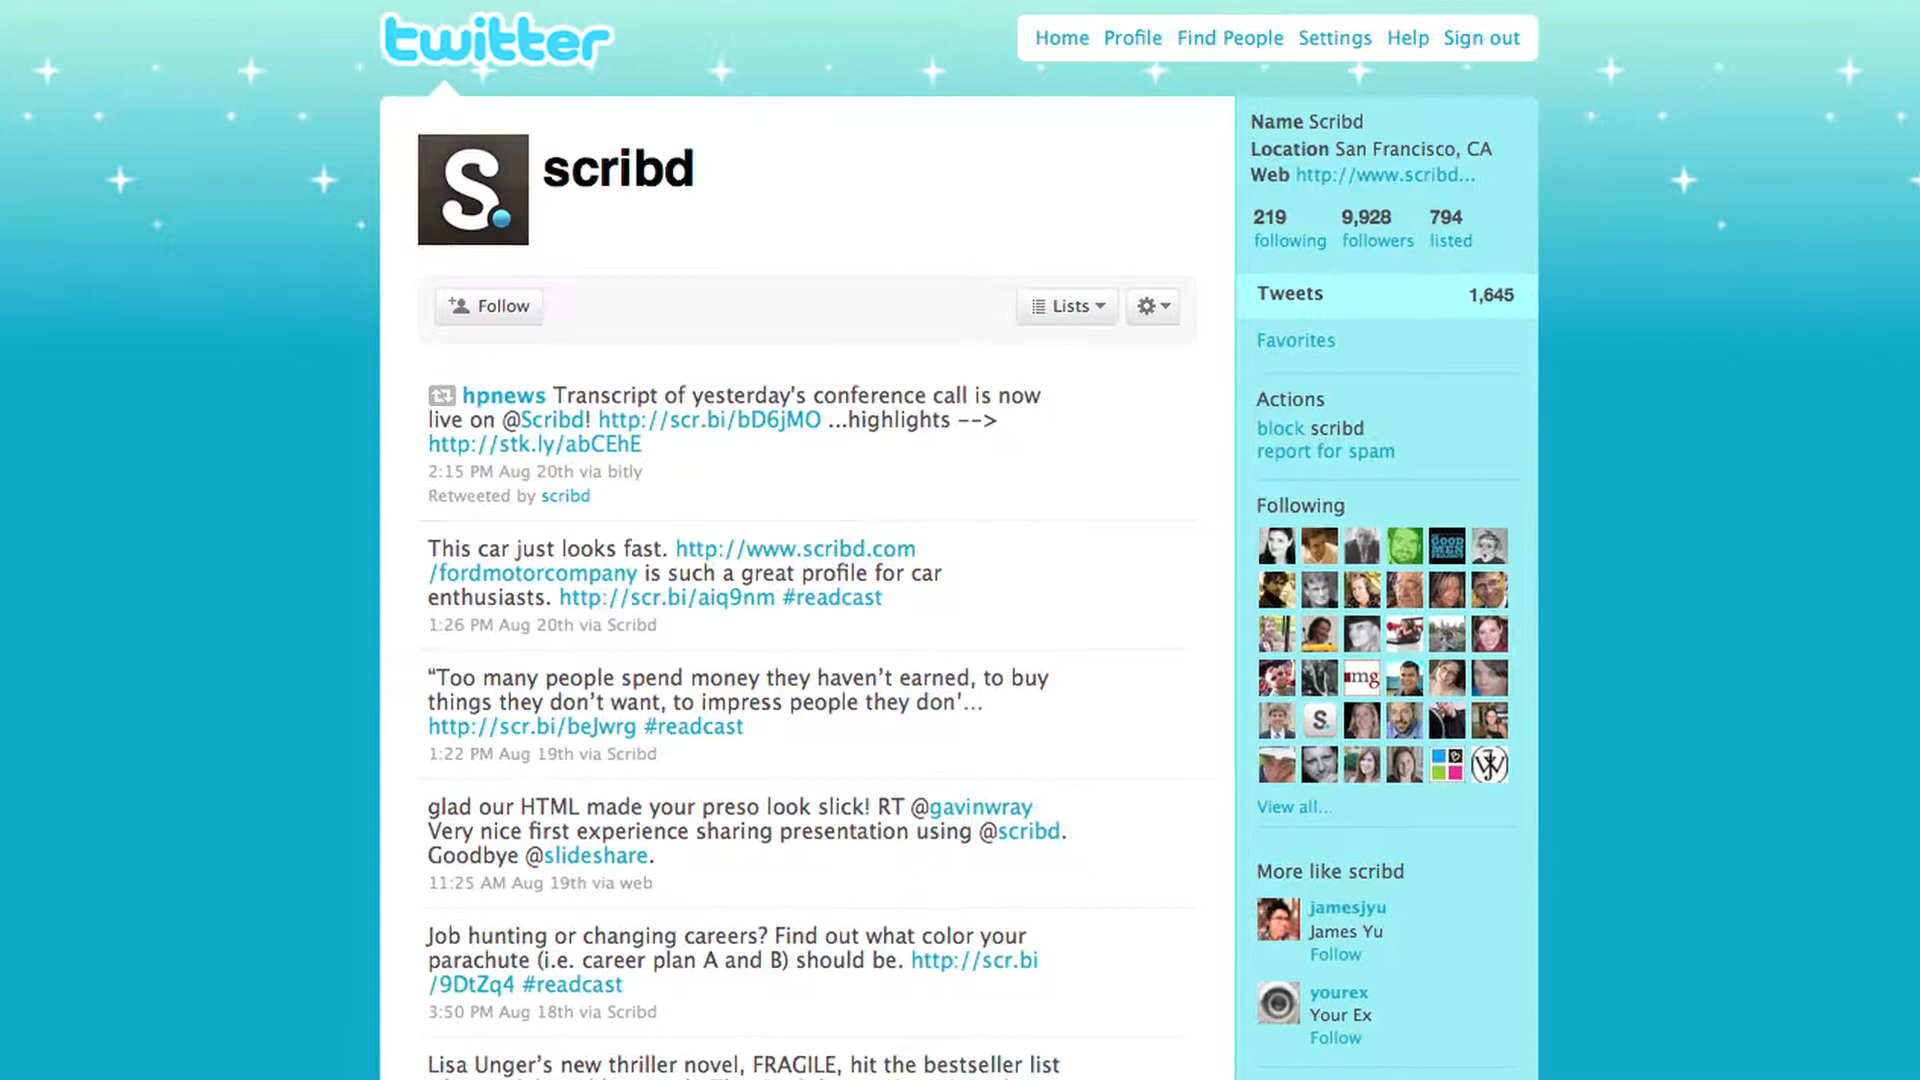 twitter
Home Profile Find People Settings Help Sign out
scribd
Follow
Lists
hpnews Transcript of yesterday's conference call is now
live on @Scribd! http://scr.bi/bD6jMO ...highlights -->
http://stk.ly/abCEhE
2:15 PM Aug 20th via bitly
Retweeted by scribd
This car just looks fast. http://www.scribd.com
/fordmotorcompany is such a great profile for car
enthusiasts. http://scr.bi/aiq9nm #readcast
1:26 PM Aug 20th via Scribd
“Too many people spend money they haven’t earned, to buy
things they don’t want, to impress people they don’…
http://scr.bi/beJwrg #readcast
1:22 PM Aug 19th via Scribd
glad our HTML made your preso look slick! RT @gavinwray
Very nice first experience sharing presentation using @scribd.
Goodbye @slideshare.
11:25 AM Aug 19th via web
Job hunting or changing careers? Find out what color your
parachute (i.e. career plan A and B) should be. http://scr.bi
/9DtZq4 #readcast
3:50 PM Aug 18th via Scribd
Lisa Unger’s new thriller novel, FRAGILE, hit the bestseller list
Name Scribd
Location San Francisco, CA
Web http://www.scribd...
219 9,928 794
following followers listed
Tweets 1,645
Favorites
Actions
block scribd
report for spam
Following
GOOD
MEN
mg
S.
View all...
More like scribd
jamesjyu
James Yu
Follow
yourex
Your Ex
Follow